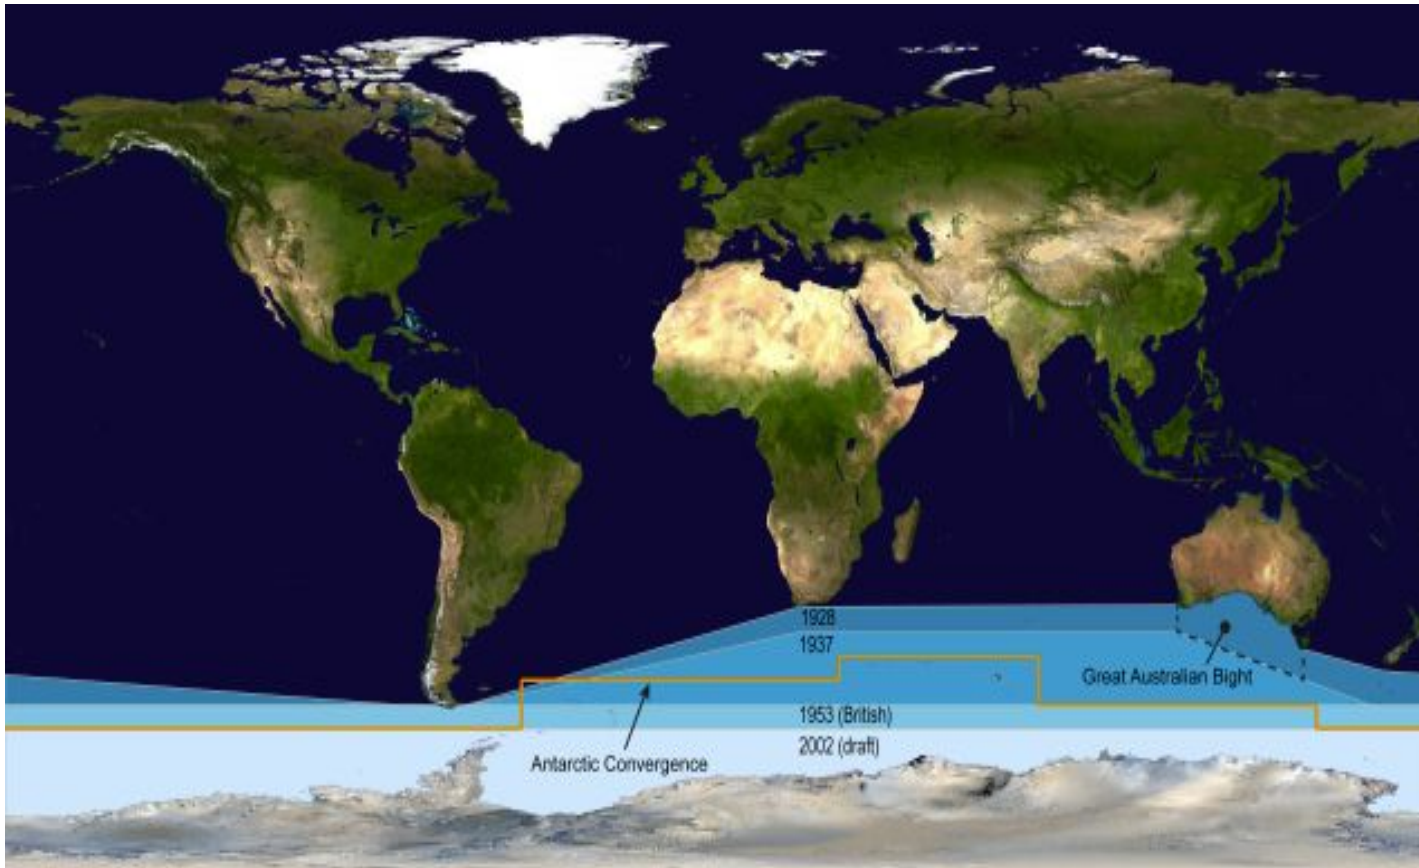 1928
1937
Great Australian Bight
1953 (British)
2002 (draft)
Antarctic Convergence